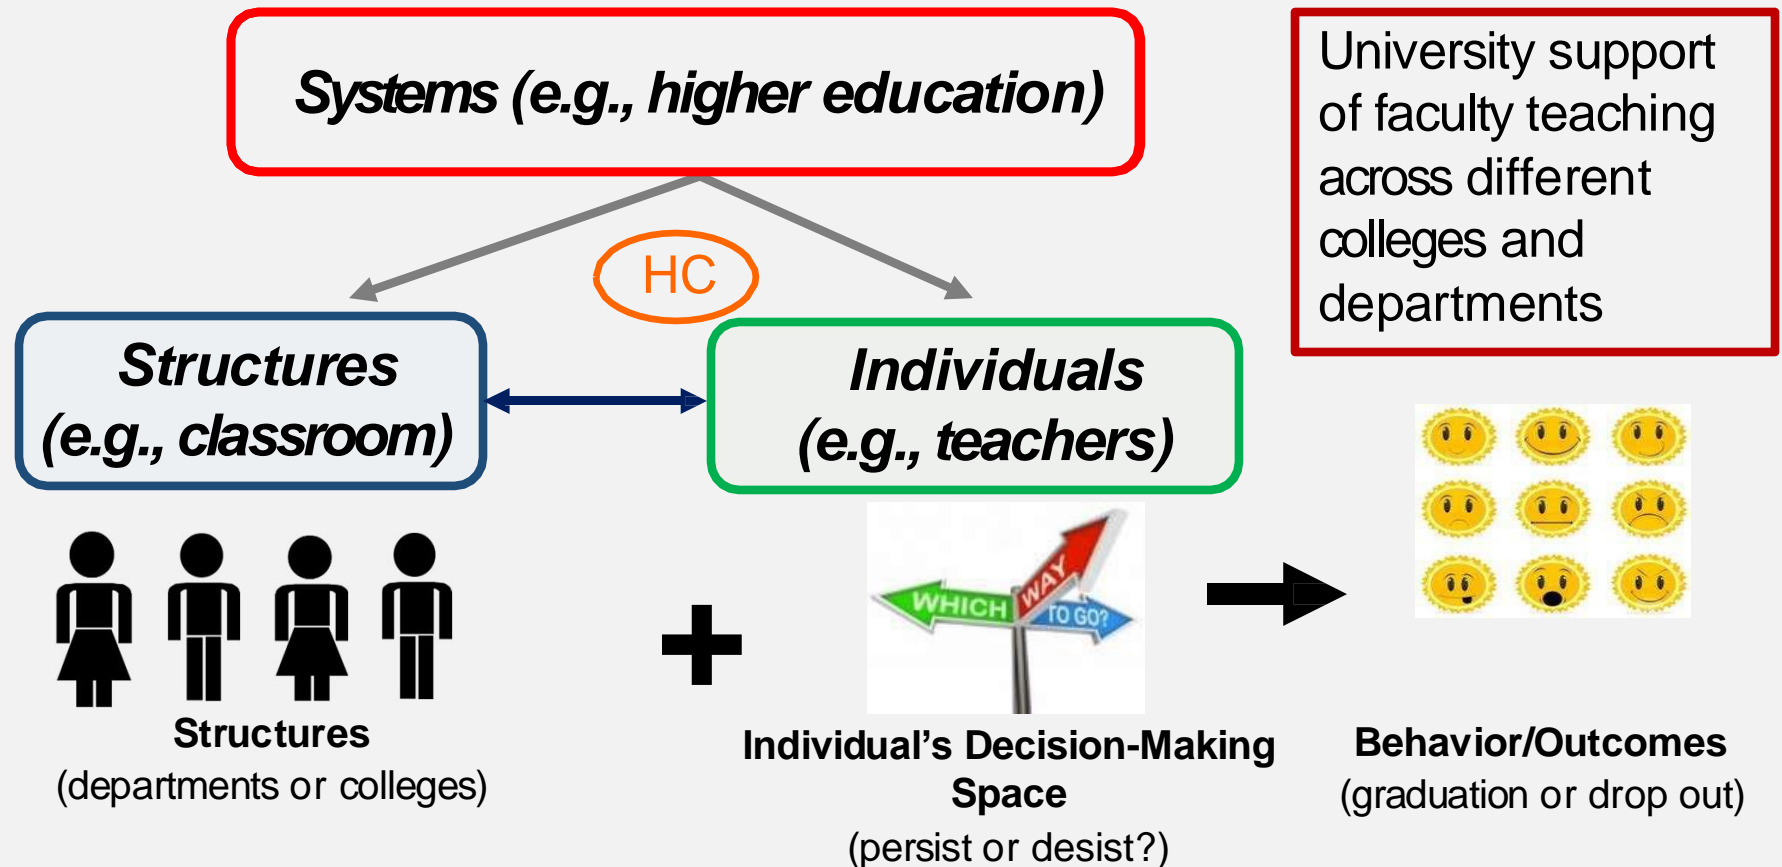 Systems (e.g., higher education)
University support
of faculty teaching
across different
colleges and
departments
HC
Structures
(e.g., classroom)
Individuals
(e.g., teachers)
WHICH
WAY
TO GO?
Structures
(departments or colleges)
Individual’s Decision-Making
Space
(persist or desist?)
Behavior/Outcomes
(graduation or drop out)